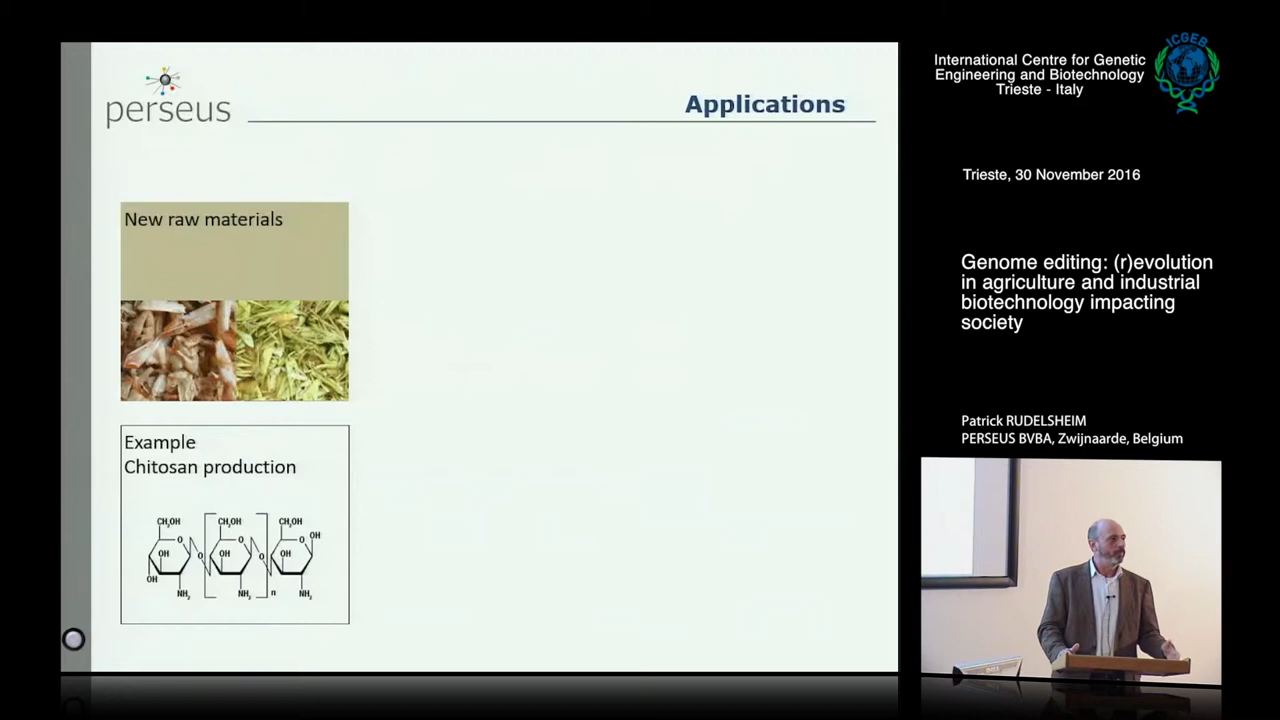 perseus
Applications
New raw materials
Example
Chitosan production
CH2OH
CH2OH
CH2OH
O
O
O
OH
OH
OH
OH
O
O
OH
NH2
NH2
n
NH2
ICGEB
International Centre for Genetic
Engineering and Biotechnology
Trieste - Italy
Trieste, 30 November 2016
Genome editing: (r)evolution
in agriculture and industrial
biotechnology impacting
society
Patrick RUDELSHEIM
PERSEUS BVBA, Zwijnaarde, Belgium